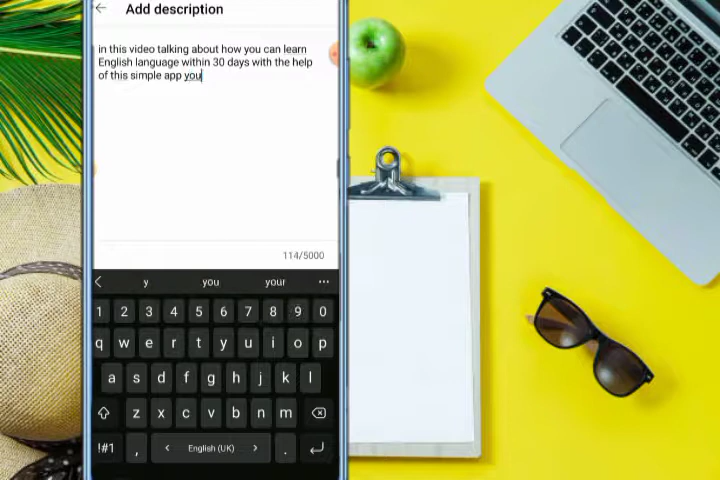 Add description
in this video talking about how you can learn
English language within 30 days with the help
of this simple app you
114/5000
y you your
1 2 3 4 5 6 7 8 9 0
q w e r t y u i o p
a s d f g h j k l
z x c v b n m
!#1 , English (UK) .